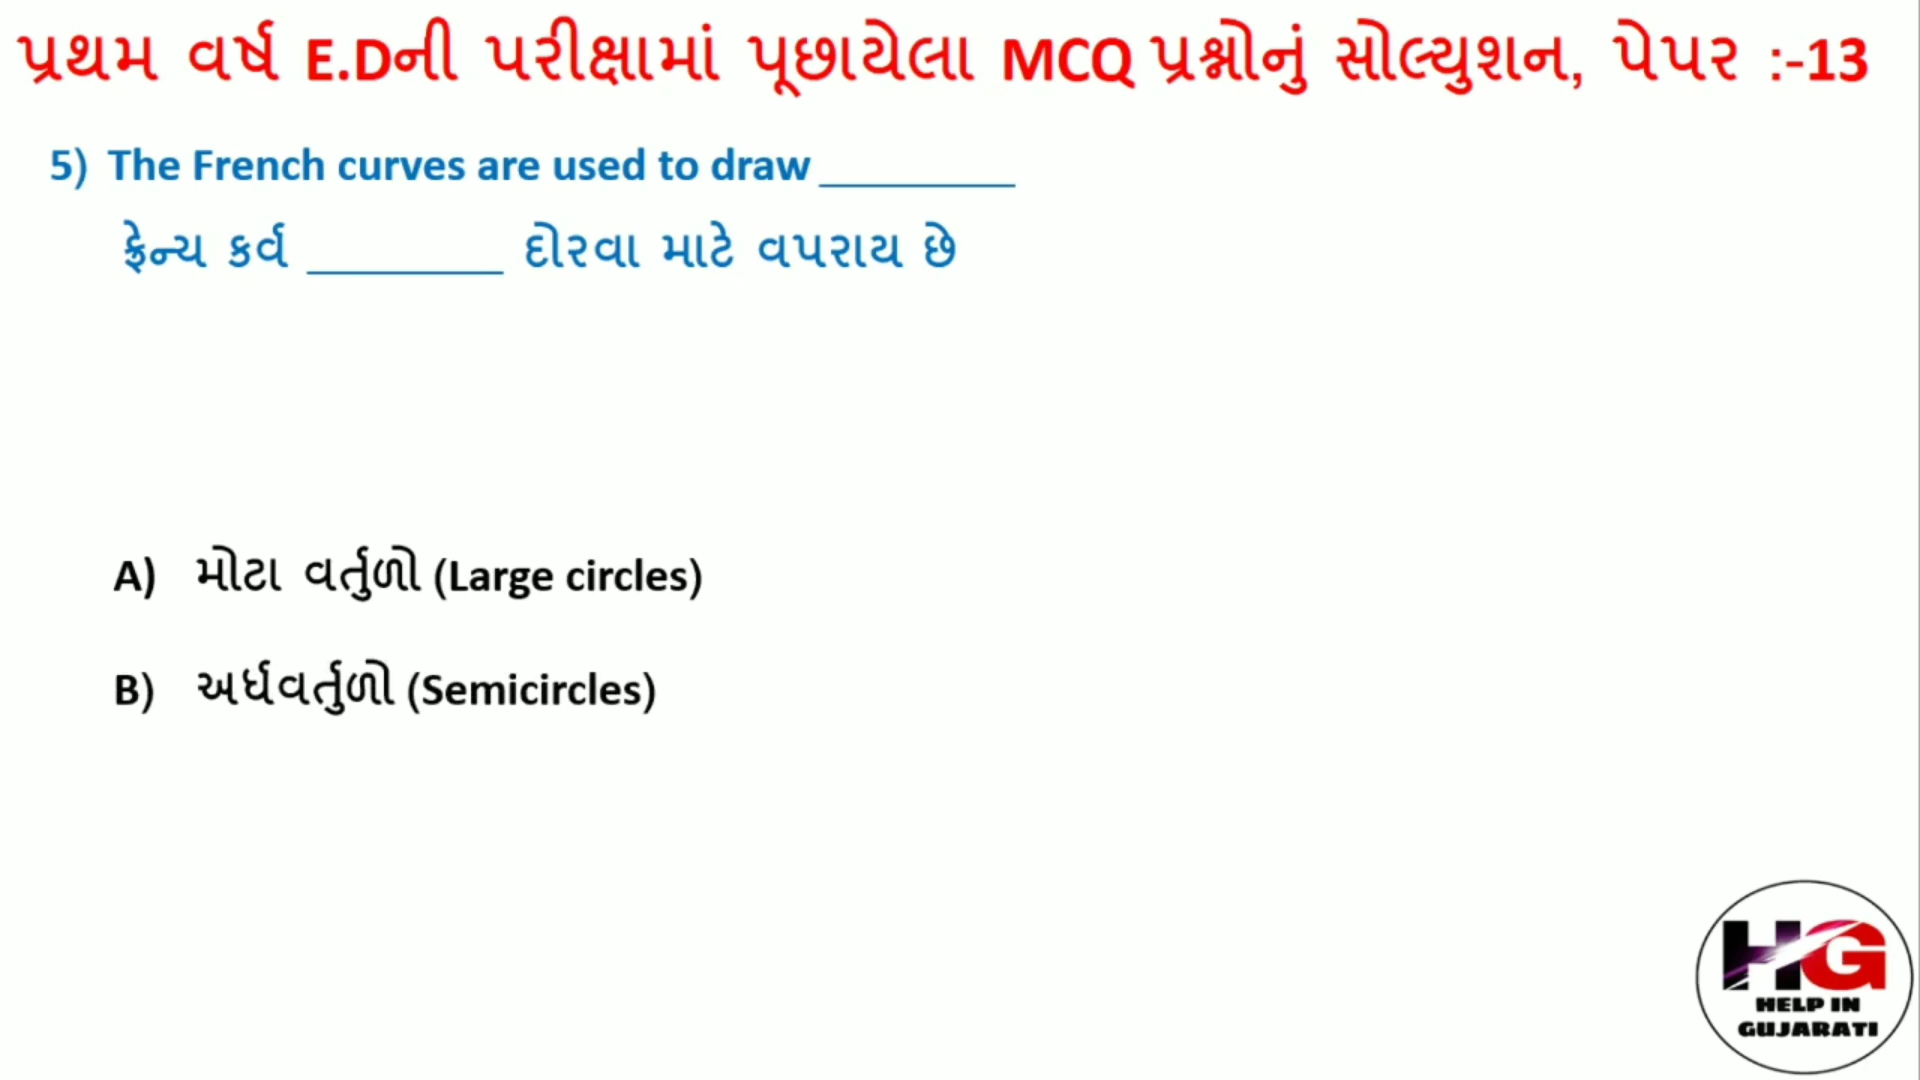 પ્રથમ વર્ષ E.Dની પરીક્ષામાં પૂછાયેલા MCQ પ્રશ્નોનું સોલ્યુશન, પેપર :-13
5) The French curves are used to draw ________
ફ્રેન્ચ કર્વ ________ દોરવા માટે વપરાય છે
A) મોટા વર્તુળો (Large circles)
B) અર્ધવર્તુળો (Semicircles)
HG
HELP IN
GUJARATI